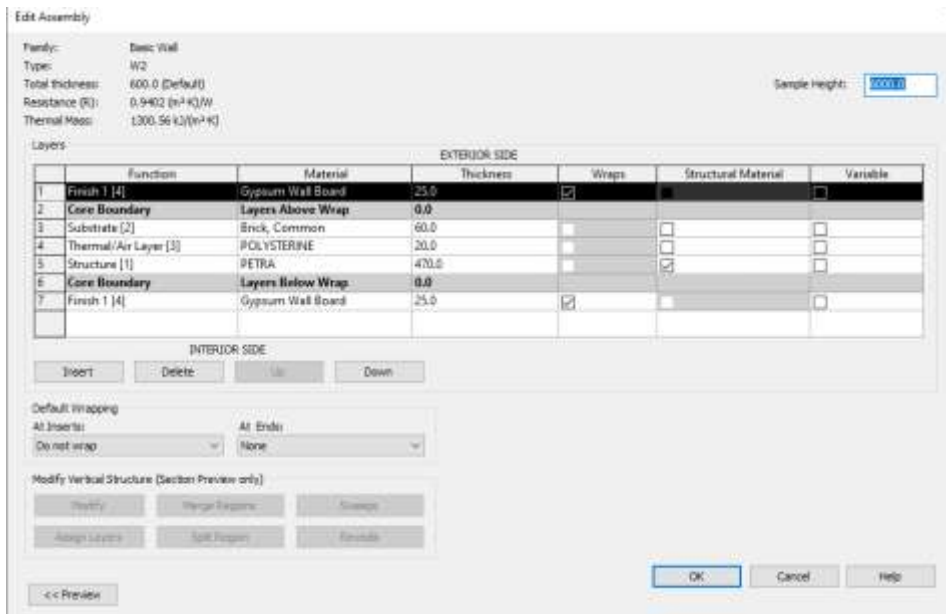 Edit Assembly
Family: Basic Wall
Type: W2
Total thickness: 600.0 (Default)
Sample Height: 6000.0
Resistance (R): 0.9402 (m²·K)/W
Thermal Mass: 1300.56 kJ/(m²·K)
Layers
EXTERIOR SIDE
Function Material Thickness Wraps Structural Material Variable
1 Finish 1 [4] Gypsum Wall Board 25.0
2 Core Boundary Layers Above Wrap 0.0
3 Substrate [2] Brick, Common 60.0
4 Thermal/Air Layer [3] POLYSTERINE 20.0
5 Structure [1] PETRA 470.0
6 Core Boundary Layers Below Wrap 0.0
7 Finish 1 [4] Gypsum Wall Board 25.0
INTERIOR SIDE
Insert Delete Up Down
Default Wrapping
At Inserts: At Ends:
Do not wrap None
Modify Vertical Structure (Section Preview only)
Modify Merge Regions Sweeps
Assign Layers Split Region Reveals
OK Cancel Help
<< Preview